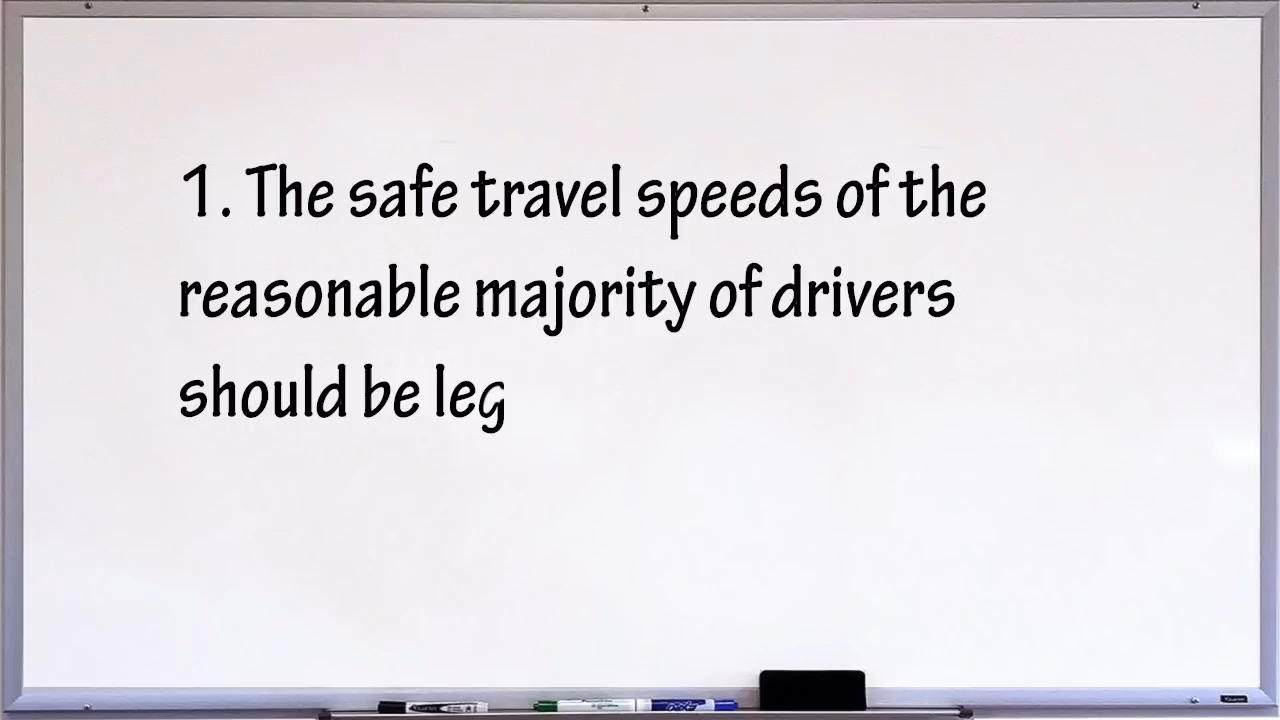 1. The safe travel speeds of the
reasonable majority of drivers
should be leg